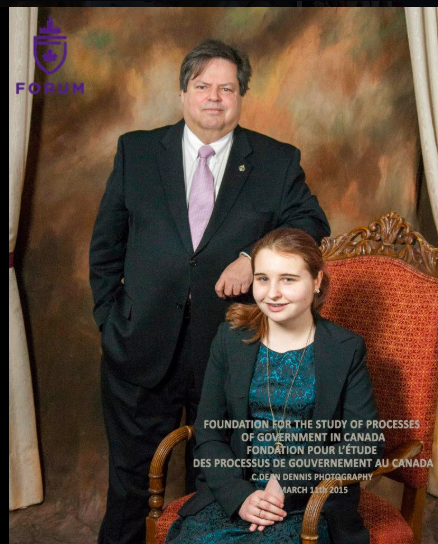 FORUM
FOUNDATION FOR THE STUDY OF PROCESSES
OF GOVERNMENT IN CANADA
FONDATION POUR L'ÉTUDE
DES PROCESSUS DE GOUVERNEMENT AU CANADA
C.DEAN DENNIS PHOTOGRAPHY
MARCH 11th 2015